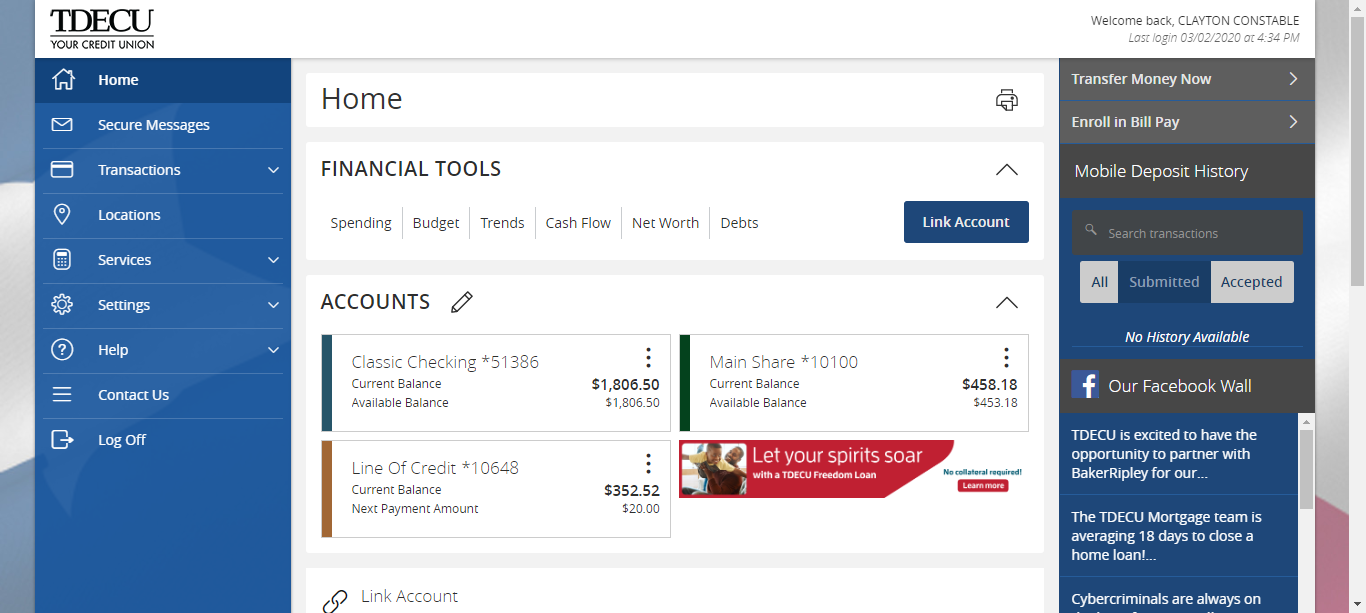 TDECU
YOUR CREDIT UNION
Welcome back, CLAYTON CONSTABLE
Last login 03/02/2020 at 4:34 PM
Home
Secure Messages
Transactions
Locations
Services
Settings
Help
Contact Us
Log Off
Home
FINANCIAL TOOLS
Spending Budget Trends Cash Flow Net Worth Debts
Link Account
ACCOUNTS
Classic Checking *51386
Current Balance $1,806.50
Available Balance $1,806.50
Main Share *10100
Current Balance $458.18
Available Balance $453.18
Line Of Credit *10648
Current Balance $352.52
Next Payment Amount $20.00
Let your spirits soar
with a TDECU Freedom Loan
No collateral required!
Learn more
Link Account
Transfer Money Now
Enroll in Bill Pay
Mobile Deposit History
Search transactions
All Submitted Accepted
No History Available
f Our Facebook Wall
TDECU is excited to have the
opportunity to partner with
BakerRipley for our...
The TDECU Mortgage team is
averaging 18 days to close a
home loan!...
Cybercriminals are always on